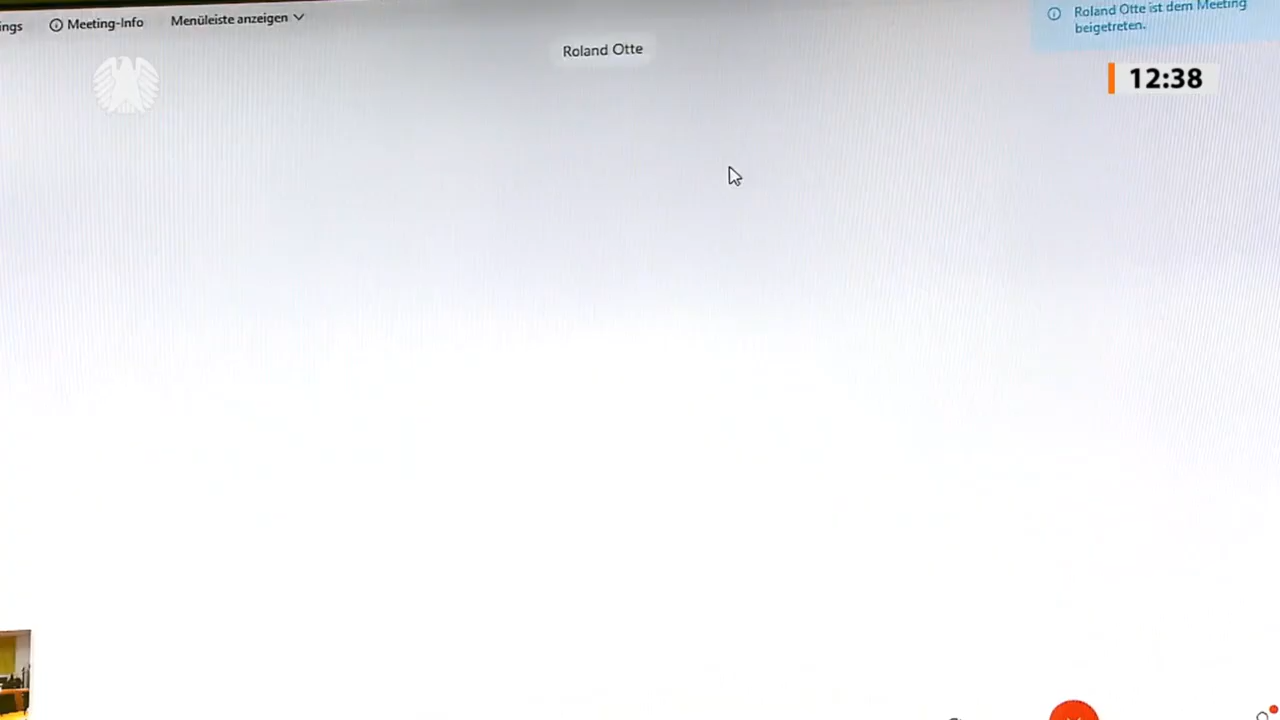 ings
Meeting-Info
Menüleiste anzeigen
Roland Otte ist dem Meeting
beigetreten.
Roland Otte
12:38